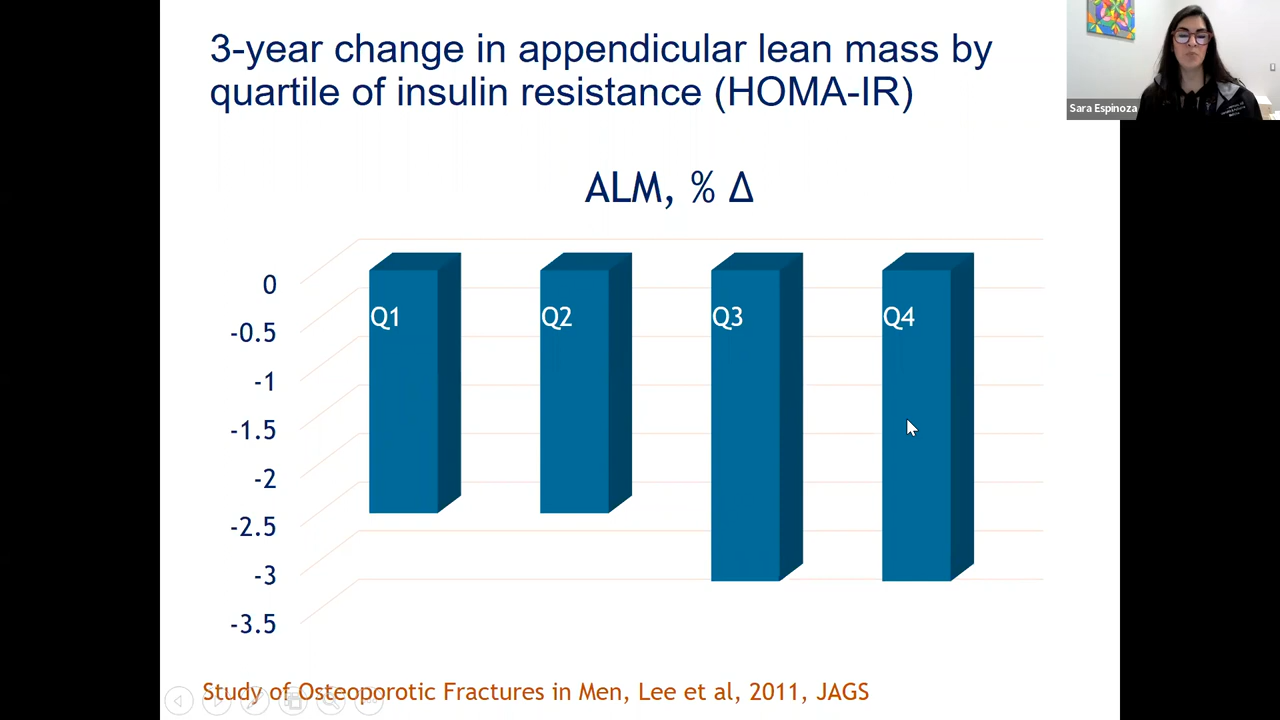 3-year change in appendicular lean mass by
quartile of insulin resistance (HOMA-IR)
Sara Espinoza
ALM, % Δ
0
-0.5
-1
-1.5
-2
-2.5
-3
-3.5
Q1
Q2
Q3
Q4
Study of Osteoporotic Fractures in Men, Lee et al, 2011, JAGS